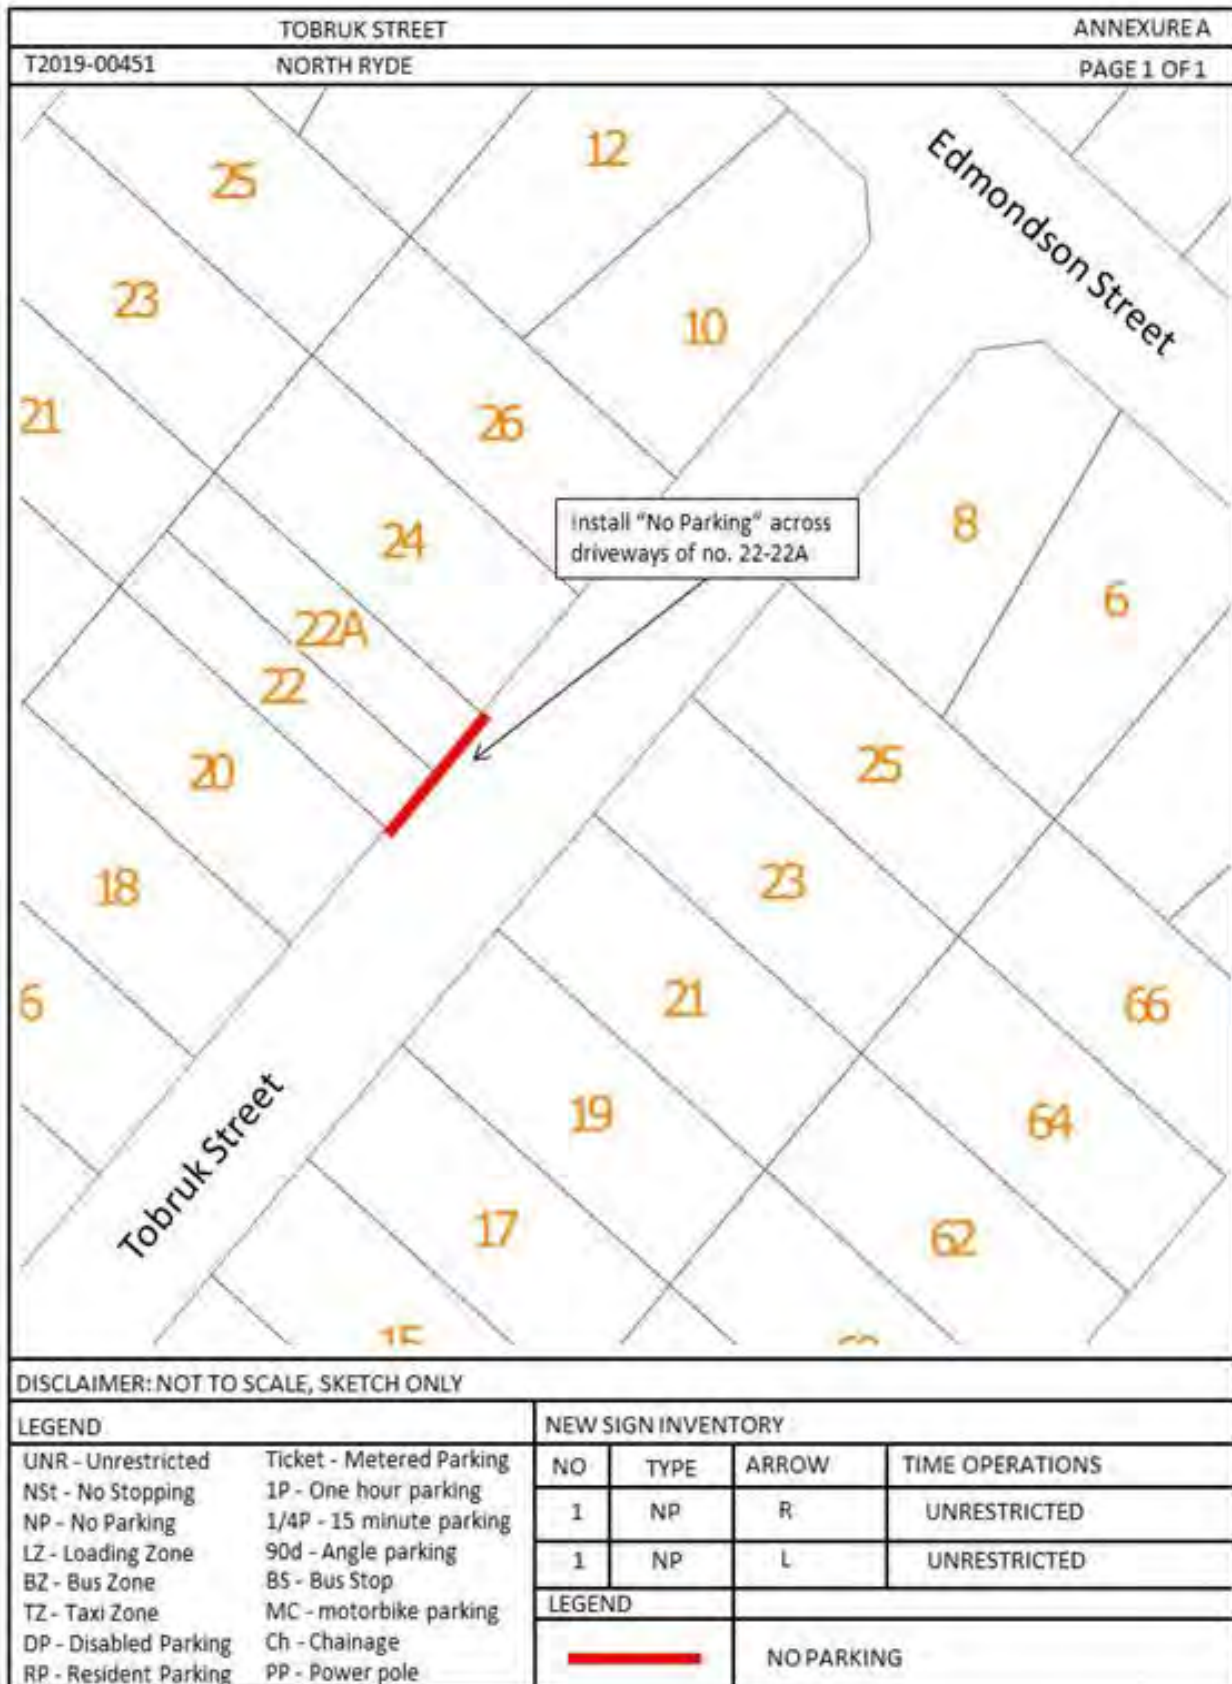 TOBRUK STREET ANNEXURE A
T2019-00451 NORTH RYDE PAGE 1 OF 1
12
Edmondson Street
25
23
10
21
26
24
Install "No Parking" across
driveways of no. 22-22A
8
6
22A
22
20
25
18
23
6
21
66
19
64
Tobruk Street
17
62
DISCLAIMER: NOT TO SCALE, SKETCH ONLY
LEGEND
UNR - Unrestricted Ticket - Metered Parking
NSt - No Stopping 1P - One hour parking
NP - No Parking 1/4P - 15 minute parking
LZ - Loading Zone 90d - Angle parking
BZ - Bus Zone BS - Bus Stop
TZ - Taxi Zone MC - motorbike parking
DP - Disabled Parking Ch - Chainage
RP - Resident Parking PP - Power pole
NEW SIGN INVENTORY
NO TYPE ARROW TIME OPERATIONS
1 NP R UNRESTRICTED
1 NP L UNRESTRICTED
LEGEND
NO PARKING